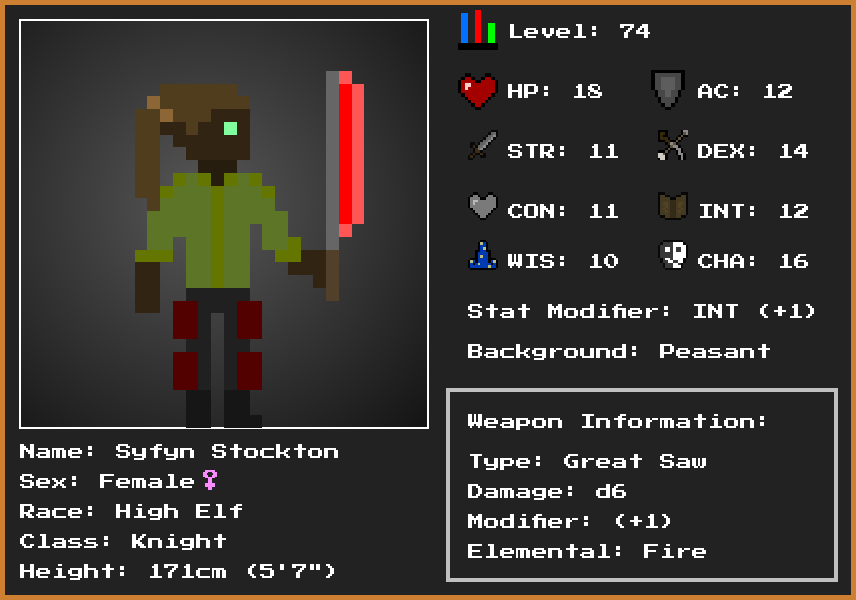 Level: 74
HP: 18
AC: 12
STR: 11
DEX: 14
CON: 11
INT: 12
WIS: 10
CHA: 16
Stat Modifier: INT (+1)
Background: Peasant
Weapon Information:
Type: Great Saw
Damage: d6
Modifier: (+1)
Elemental: Fire
Name: Syfyn Stockton
Sex: Female♀
Race: High Elf
Class: Knight
Height: 171cm (5'7")